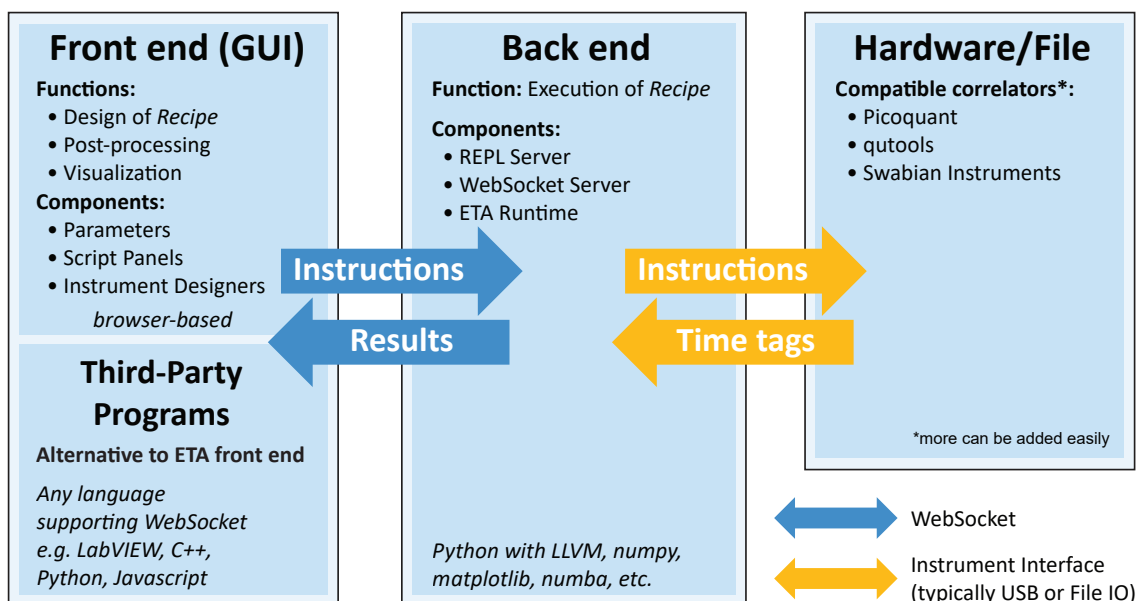 Front end (GUI)
Functions:
• Design of Recipe
• Post-processing
• Visualization
Components:
• Parameters
• Script Panels
• Instrument Designers
browser-based
Third-Party
Programs
Alternative to ETA front end
Any language
supporting WebSocket
e.g. LabVIEW, C++,
Python, Javascript
Instructions
Results
Back end
Function: Execution of Recipe
Components:
• REPL Server
• WebSocket Server
• ETA Runtime
Python with LLVM, numpy,
matplotlib, numba, etc.
Instructions
Time tags
Hardware/File
Compatible correlators*:
• Picoquant
• qutools
• Swabian Instruments
*more can be added easily
WebSocket
Instrument Interface
(typically USB or File IO)